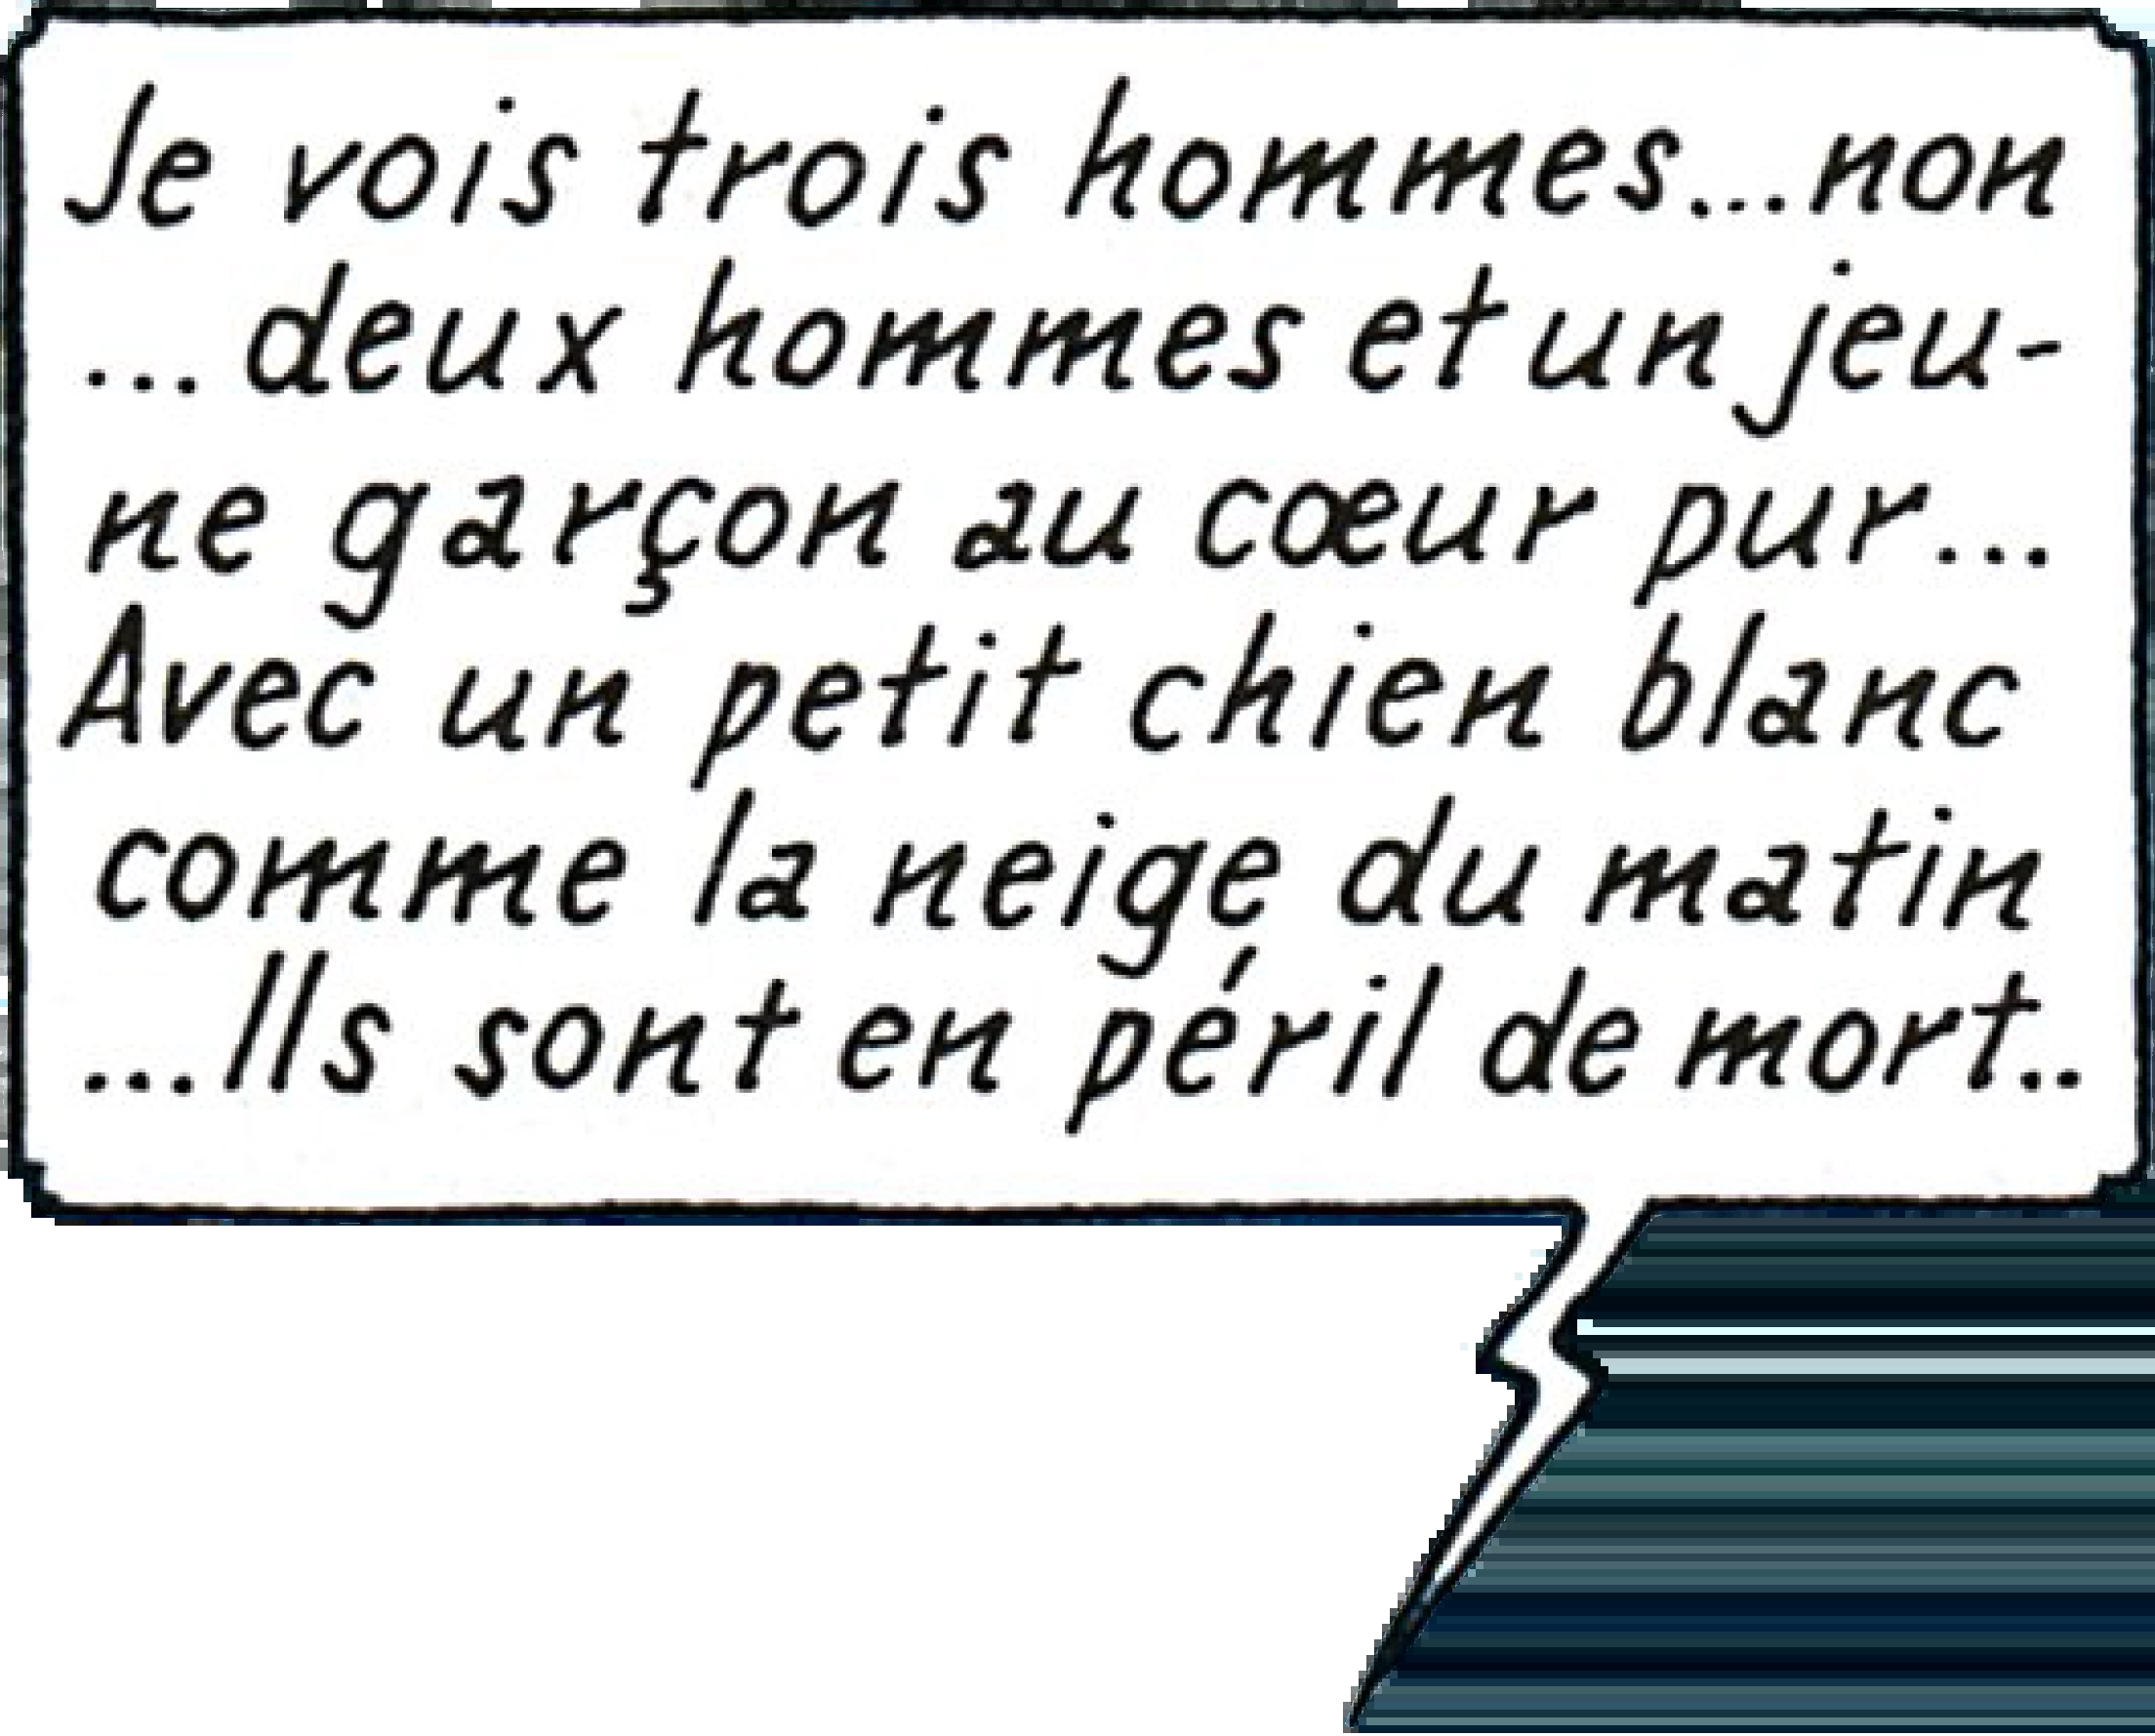 Je vois trois hommes...non
...deux hommes et un jeu-
ne garçon au cœur pur...
Avec un petit chien blanc
comme la neige du matin
...Ils sont en péril de mort..